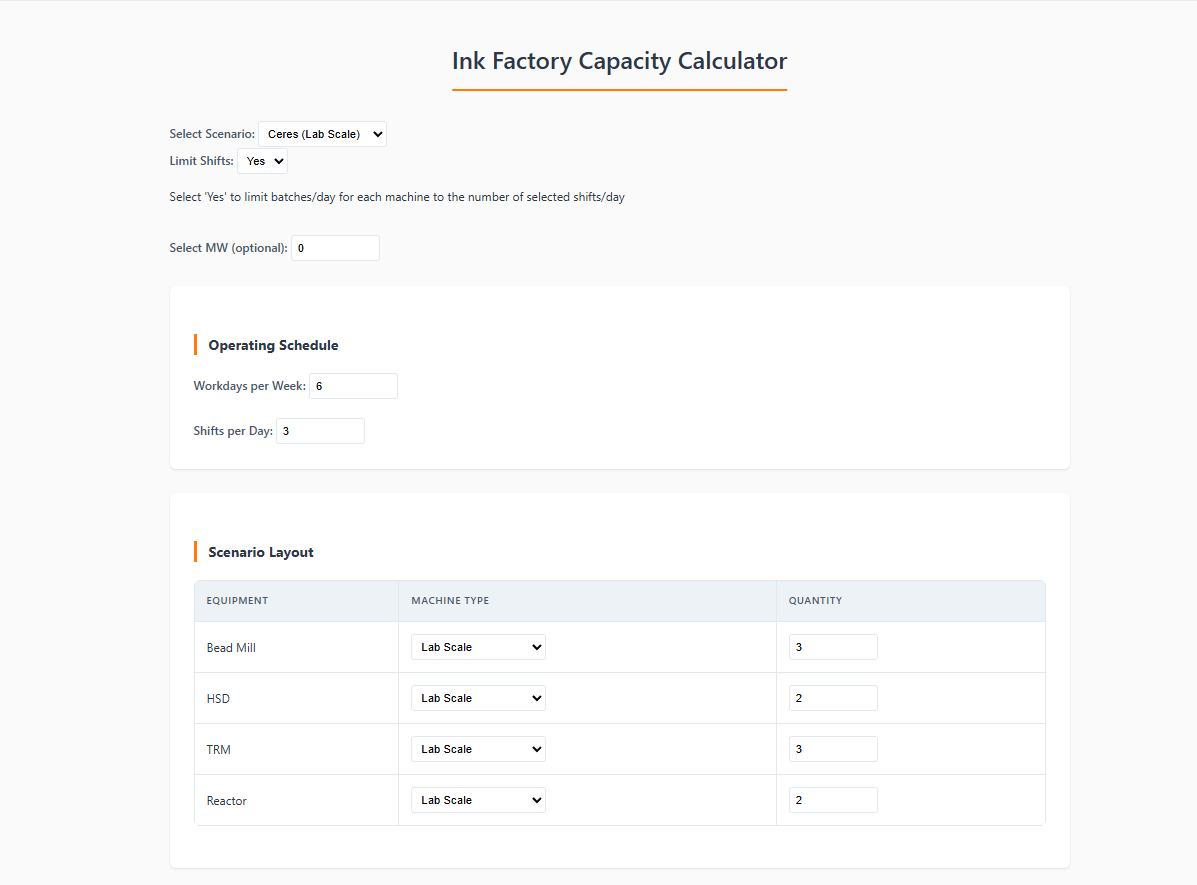 Ink Factory Capacity Calculator
Select Scenario: Ceres (Lab Scale)
Limit Shifts: Yes
Select 'Yes' to limit batches/day for each machine to the number of selected shifts/day
Select MW (optional): 0
Operating Schedule
Workdays per Week: 6
Shifts per Day: 3
Scenario Layout
EQUIPMENT MACHINE TYPE QUANTITY
Bead Mill Lab Scale 3
HSD Lab Scale 2
TRM Lab Scale 3
Reactor Lab Scale 2